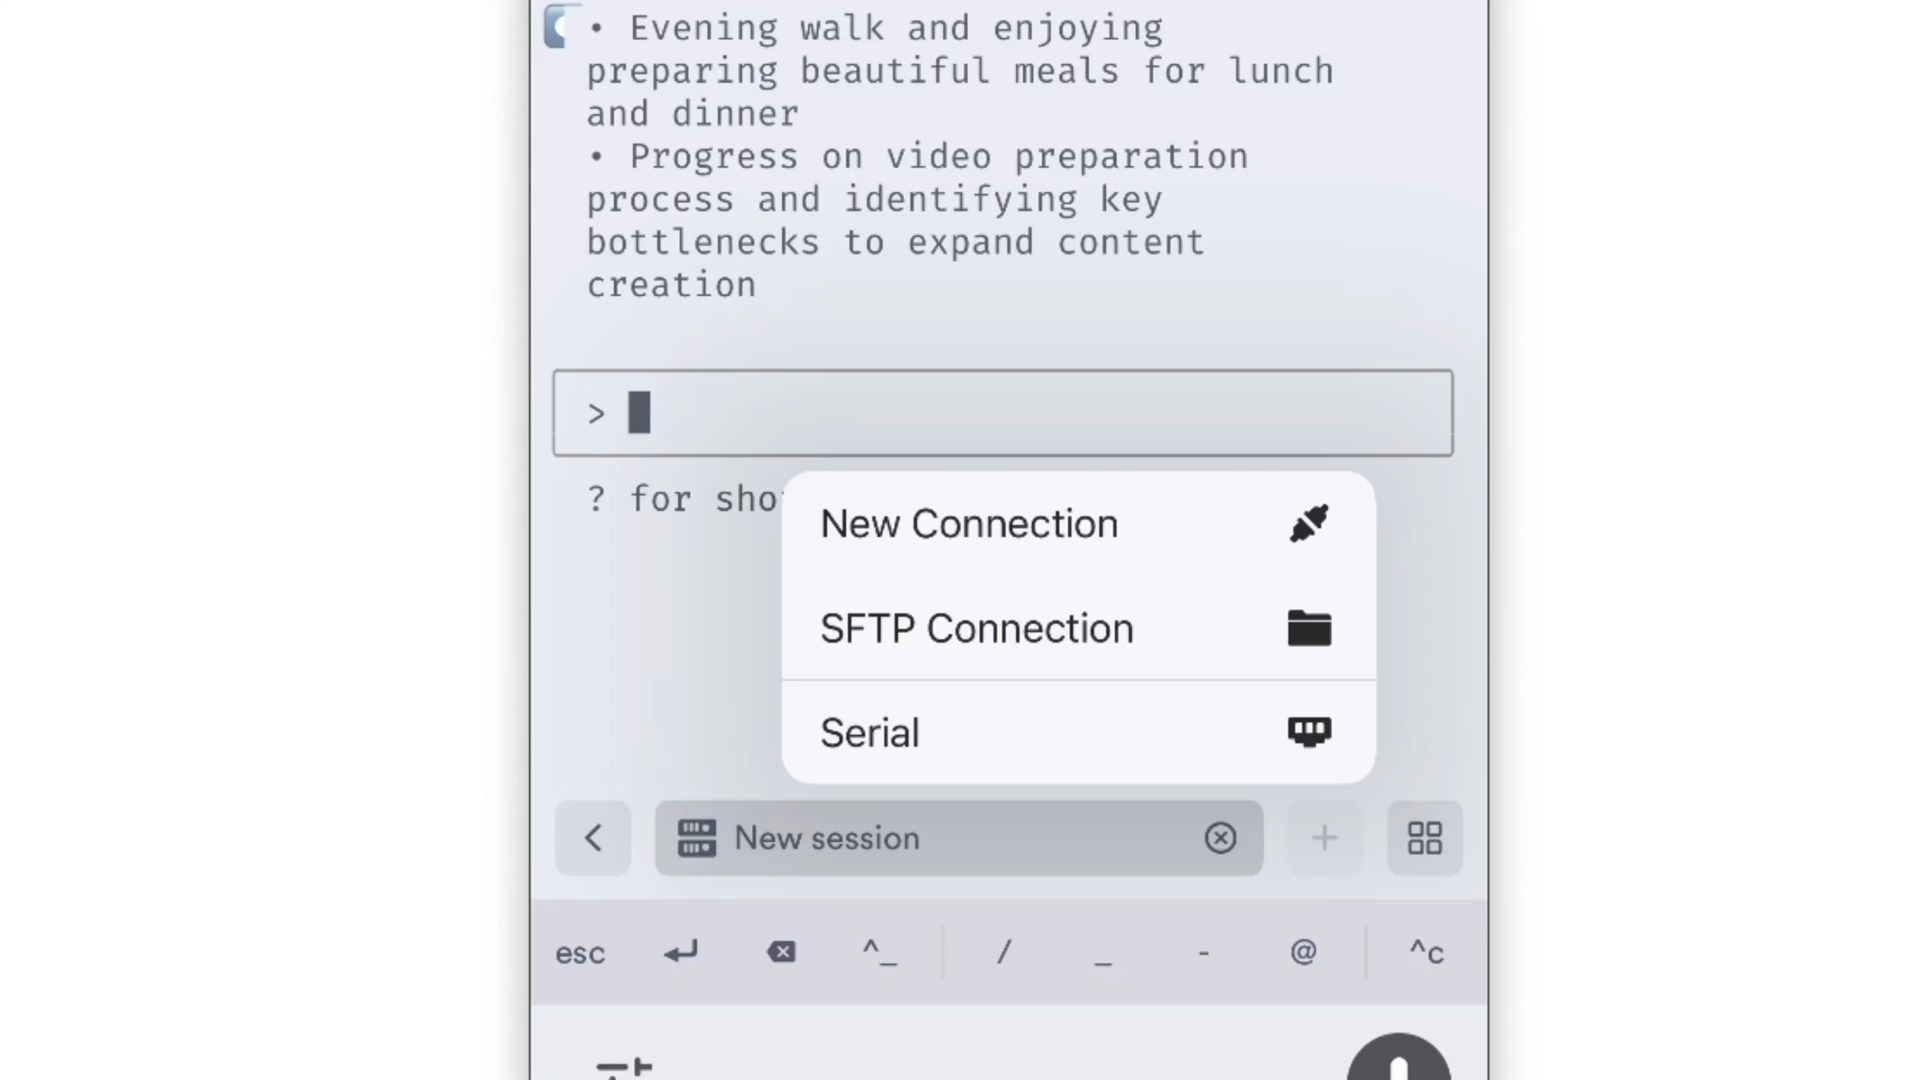 • Evening walk and enjoying
preparing beautiful meals for lunch
and dinner
• Progress on video preparation
process and identifying key
bottlenecks to expand content
creation
>
? for sho
New Connection
SFTP Connection
Serial
New session
esc ^_ / _ - @ ^c